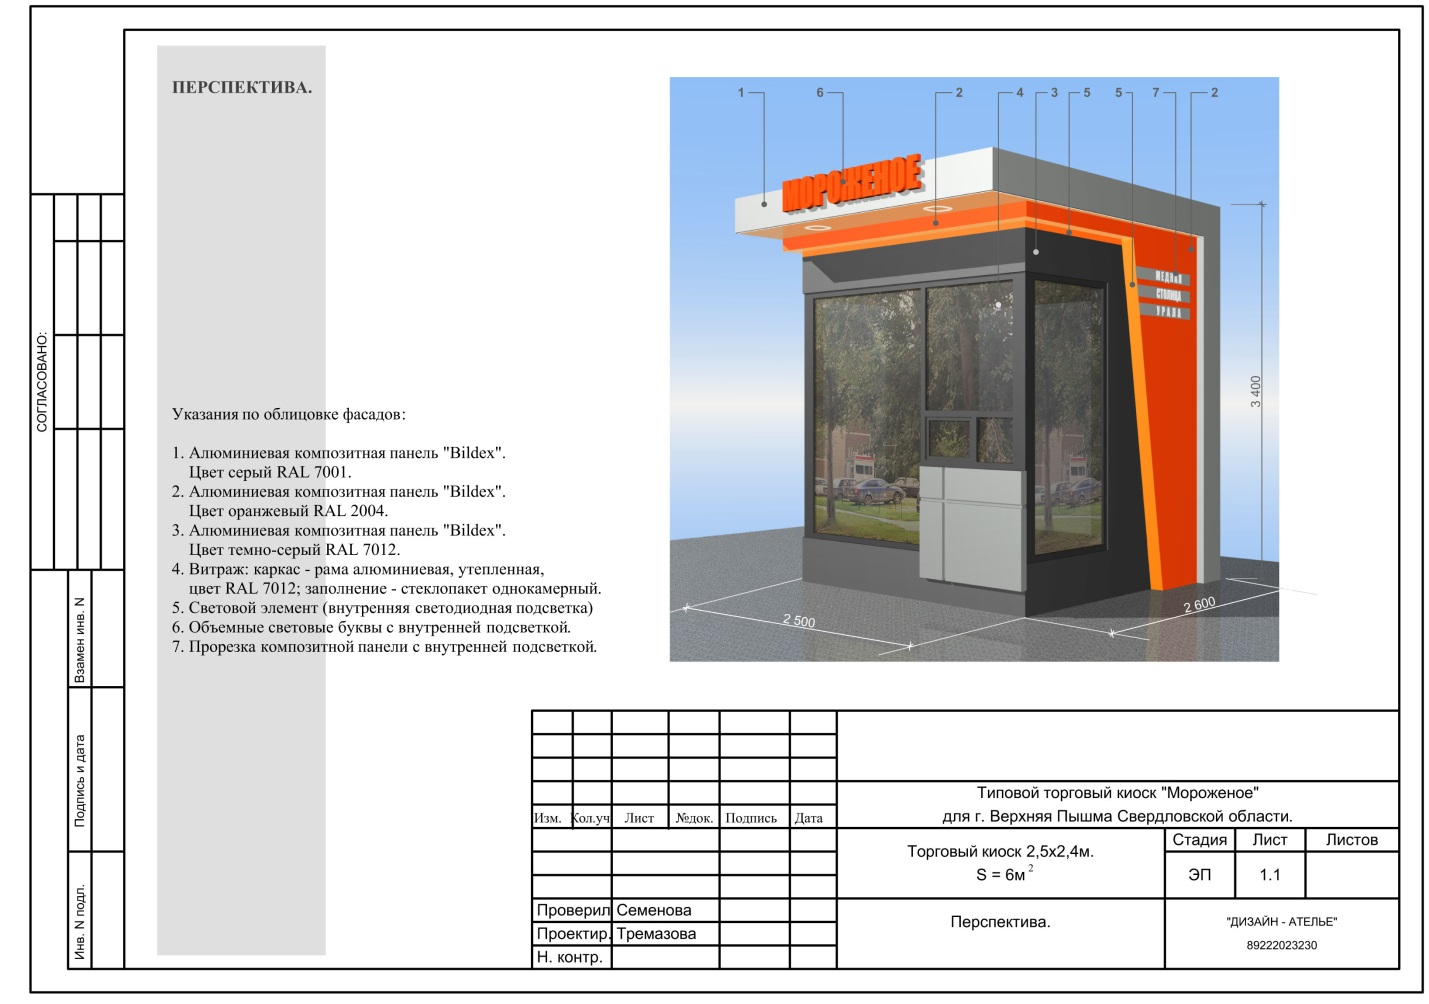 ПЕРСПЕКТИВА.
1
6
2
4
3
5
5
7
2
МОРОЖЕНОЕ
МЕДНАЯ
СТОЛИЦА
УРАЛА
3 400
2 500
2 600
Указания по облицовке фасадов:
1. Алюминиевая композитная панель "Bildex".
Цвет серый RAL 7001.
2. Алюминиевая композитная панель "Bildex".
Цвет оранжевый RAL 2004.
3. Алюминиевая композитная панель "Bildex".
Цвет темно-серый RAL 7012.
4. Витраж: каркас - рама алюминиевая, утепленная,
цвет RAL 7012; заполнение - стеклопакет однокамерный.
5. Световой элемент (внутренняя светодиодная подсветка)
6. Объемные световые буквы с внутренней подсветкой.
7. Прорезка композитной панели с внутренней подсветкой.
СОГЛАСОВАНО:
Взамен инв. N
Подпись и дата
Инв. N подл.
Изм. Кол.уч Лист №док. Подпись Дата
Проверил Семенова
Проектир. Тремазова
Н. контр.
Типовой торговый киоск "Мороженое"
для г. Верхняя Пышма Свердловской области.
Торговый киоск 2,5х2,4м.
S = 6м 2
Стадия Лист Листов
ЭП 1.1
Перспектива.
"ДИЗАЙН - АТЕЛЬЕ"
89222023230